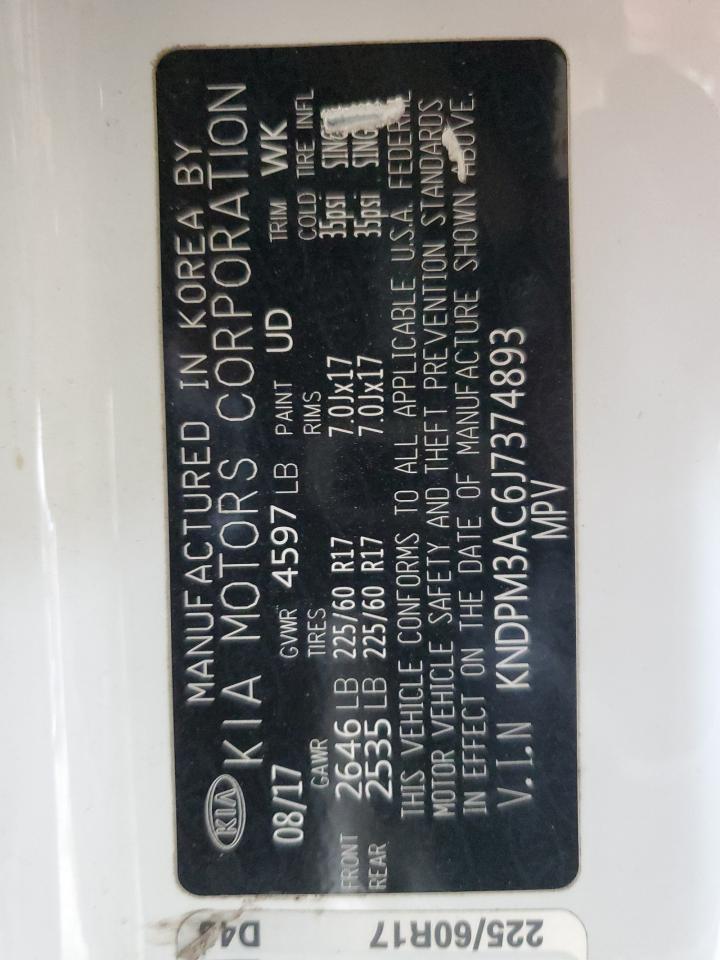 KIA
MANUFACTURED IN KOREA BY
KIA MOTORS CORPORATION
08/17 GVWR 4597 LB PAINT UD TRIM WK
GAWR TIRES RIMS COLD TIRE INFL
FRONT 2646 LB 225/60 R17 7.0Jx17 35psi
REAR 2535 LB 225/60 R17 7.0Jx17 35psi
THIS VEHICLE CONFORMS TO ALL APPLICABLE U.S.A. FEDERAL
MOTOR VEHICLE SAFETY AND THEFT PREVENTION STANDARDS
IN EFFECT ON THE DATE OF MANUFACTURE SHOWN ABOVE.
V.I.N KNDPM3AC6J7374893
MPV
225/60R17